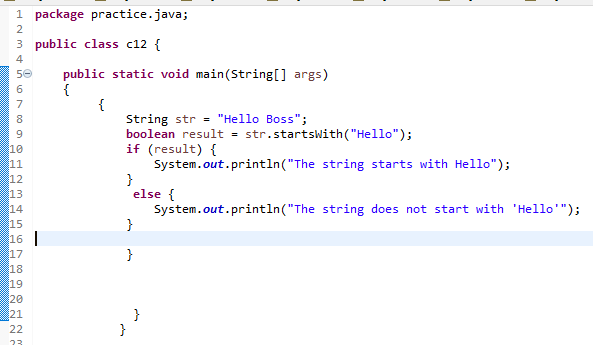 1 package practice.java;
2
3 public class c12 {
4
5 public static void main(String[] args)
6 {
7 {
8 String str = "Hello Boss";
9 boolean result = str.startsWith("Hello");
10 if (result) {
11 System.out.println("The string starts with Hello");
12 }
13 else {
14 System.out.println("The string does not start with 'Hello'");
15 }
16
17 }
18
19
20
21 }
22 }
23